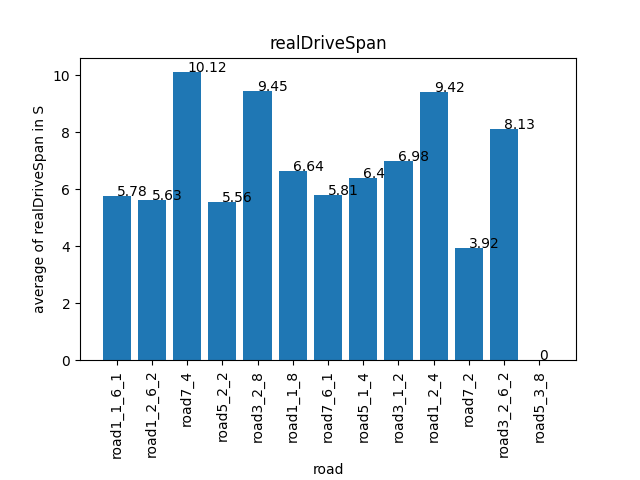 realDriveSpan
average of realDriveSpan in S
10
8
6
4
2
0
5.78
5.63
10.12
5.56
9.45
6.64
5.81
6.4
6.98
9.42
3.92
8.13
0
road1_1_6_1
road1_2_6_2
road7_4
road5_2_2
road3_2_8
road1_1_8
road7_6_1
road5_1_4
road3_1_2
road1_2_4
road7_2
road3_2_6_2
road5_3_8
road